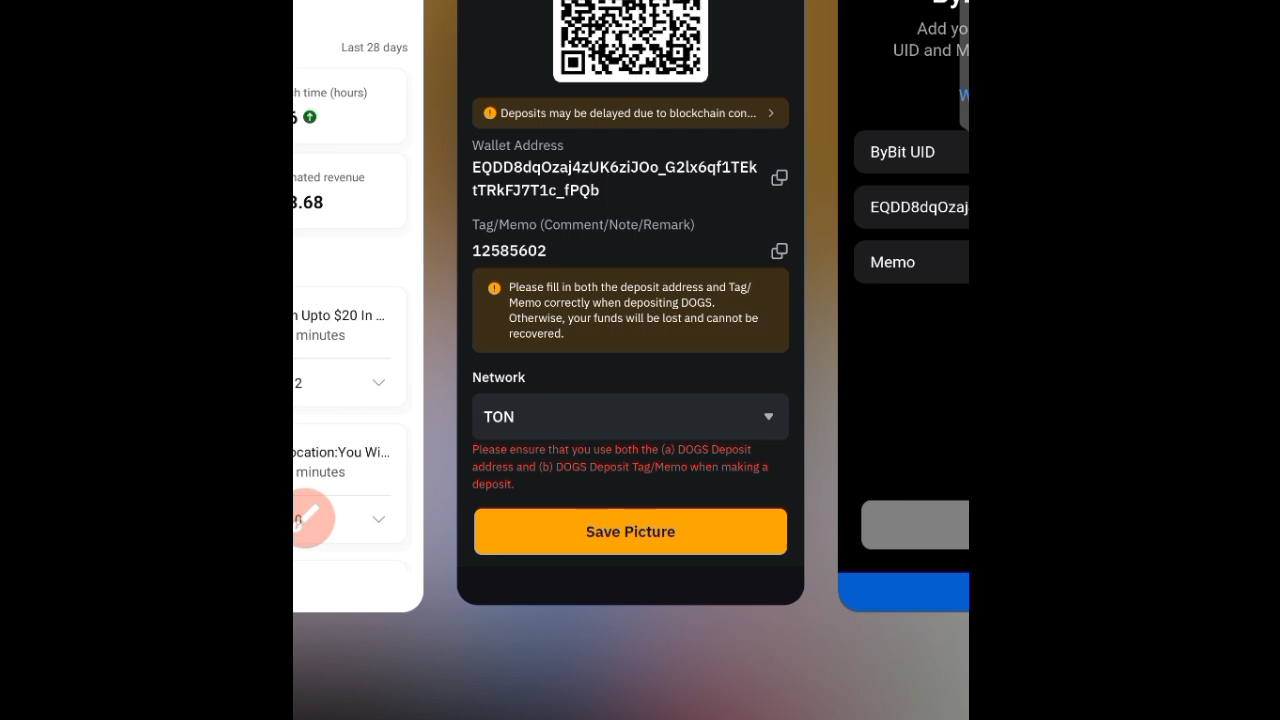 Last 28 days
h time (hours)
nated revenue
3.68
n Upto $20 In ...
minutes
2
ocation:You Wi...
minutes
Deposits may be delayed due to blockchain con...
Wallet Address
EQDD8dqOzaj4zUK6ziJOo_G2lx6qf1TEk
tTRkFJ7T1c_fPQb
Tag/Memo (Comment/Note/Remark)
12585602
Please fill in both the deposit address and Tag/
Memo correctly when depositing DOGS.
Otherwise, your funds will be lost and cannot be
recovered.
Network
TON
Please ensure that you use both the (a) DOGS Deposit
address and (b) DOGS Deposit Tag/Memo when making a
deposit.
Save Picture
Add yo
UID and M
W
ByBit UID
EQDD8dqOzaj
Memo